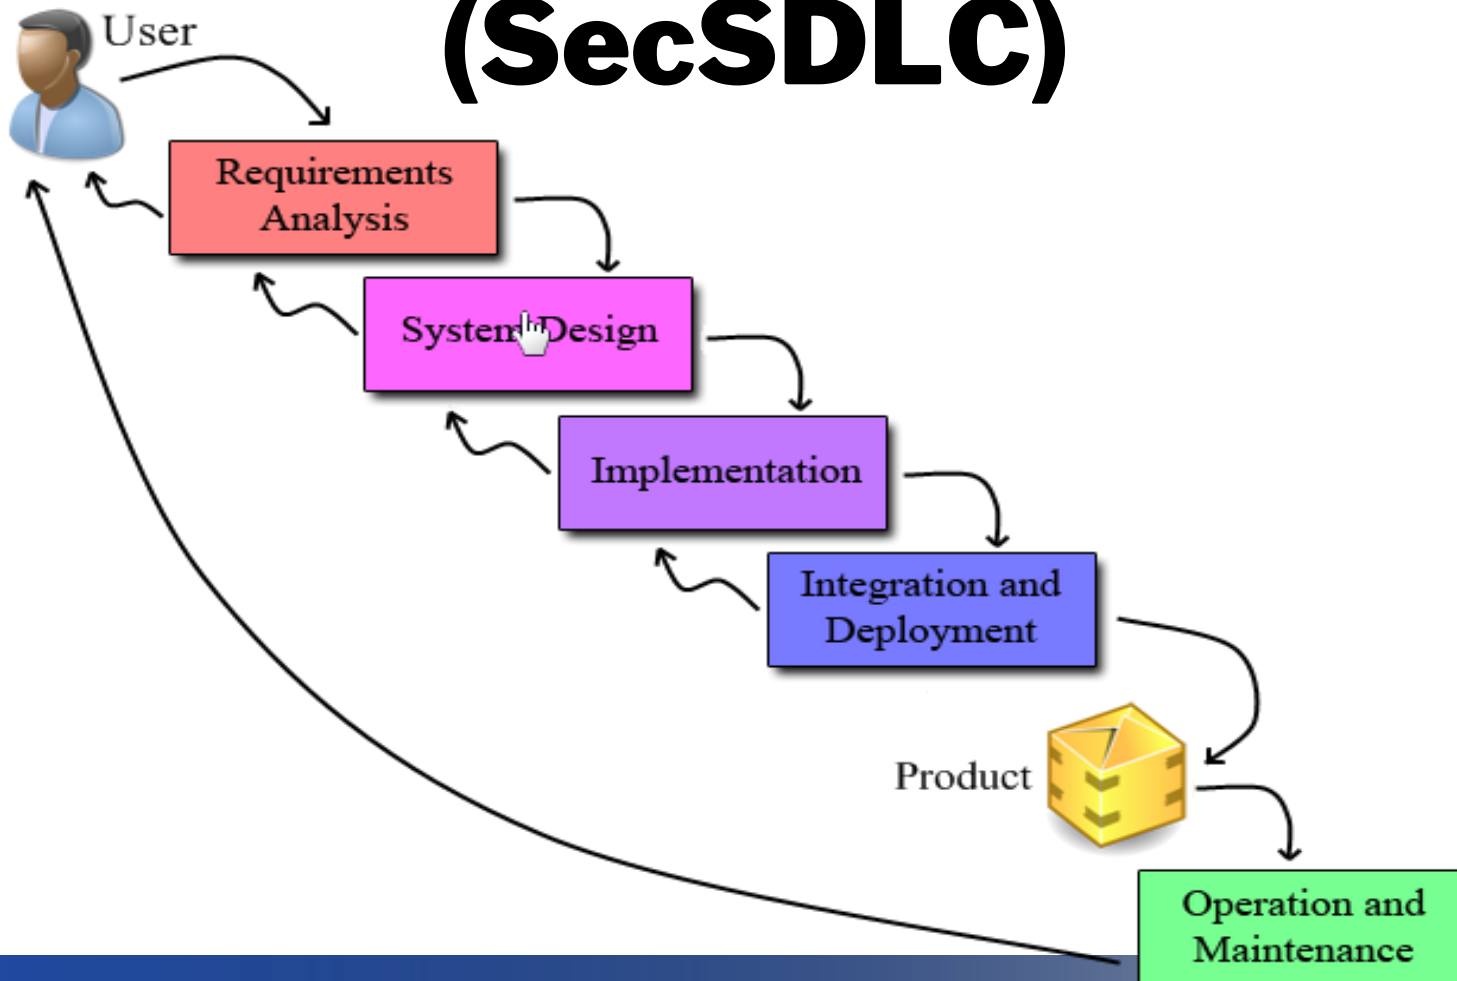 (SecSDLC)
User
Requirements
Analysis
System Design
Implementation
Integration and
Deployment
Product
Operation and
Maintenance